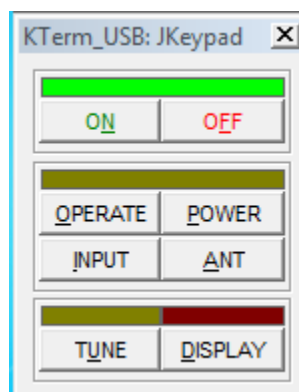 KTerm_USB: JKeypad
ON OFF
OPERATE POWER
INPUT ANT
TUNE DISPLAY